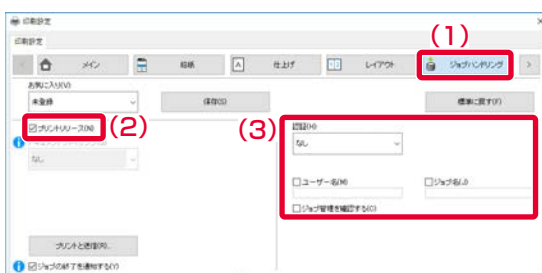 印刷設定
印刷設定
(1)
メイン 給紙 仕上げ レイアウト ジョブハンドリング
お気に入り(V)
未登録 保存(S) 標準に戻す(U)
プリントリリース(N) (2) (3) 認証(H)
なし
なし
ユーザー名(M) ジョブ名(J)
ジョブ管理を確認する(C)
プリントと送信(R)...
ジョブの終了を通知する(Y)